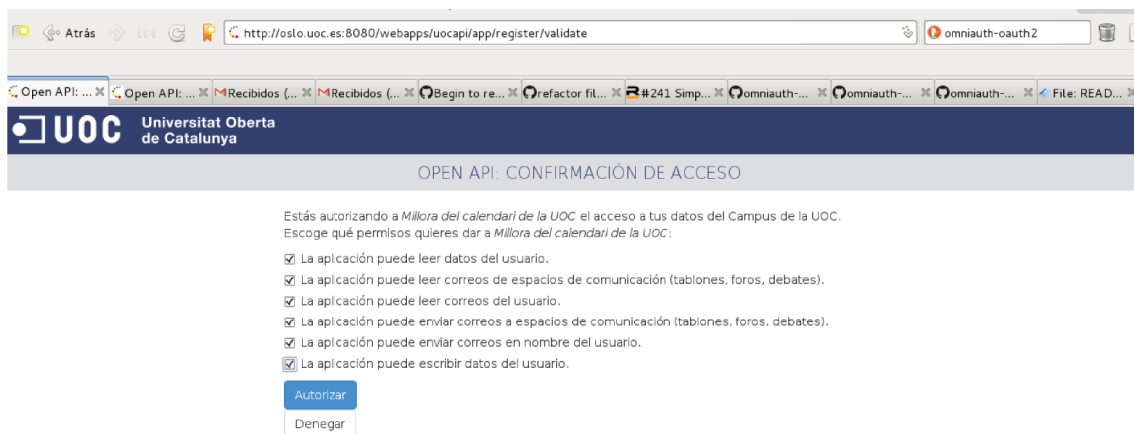 Atrás
http://oslo.uoc.es:8080/webapps/uocapi/app/register/validate
omniauth-oauth2
Open API: ...
Open API: ...
Recibidos (...
Recibidos (...
Begin to re...
refactor fil...
#241 Simp...
omniauth-...
omniauth-...
omniauth-...
File: READ...
UOC
Universitat Oberta
de Catalunya
OPEN API: CONFIRMACIÓN DE ACCESO
Estás autorizando a Millora del calendari de la UOC el acceso a tus datos del Campus de la UOC.
Escoge qué permisos quieres dar a Millora del calendari de la UOC:
La aplicación puede leer datos del usuario.
La aplicación puede leer correos de espacios de comunicación (tablones, foros, debates).
La aplicación puede leer correos del usuario.
La aplicación puede enviar correos a espacios de comunicación (tablones, foros, debates).
La aplicación puede enviar correos en nombre del usuario.
La aplicación puede escribir datos del usuario.
Autorizar
Denegar